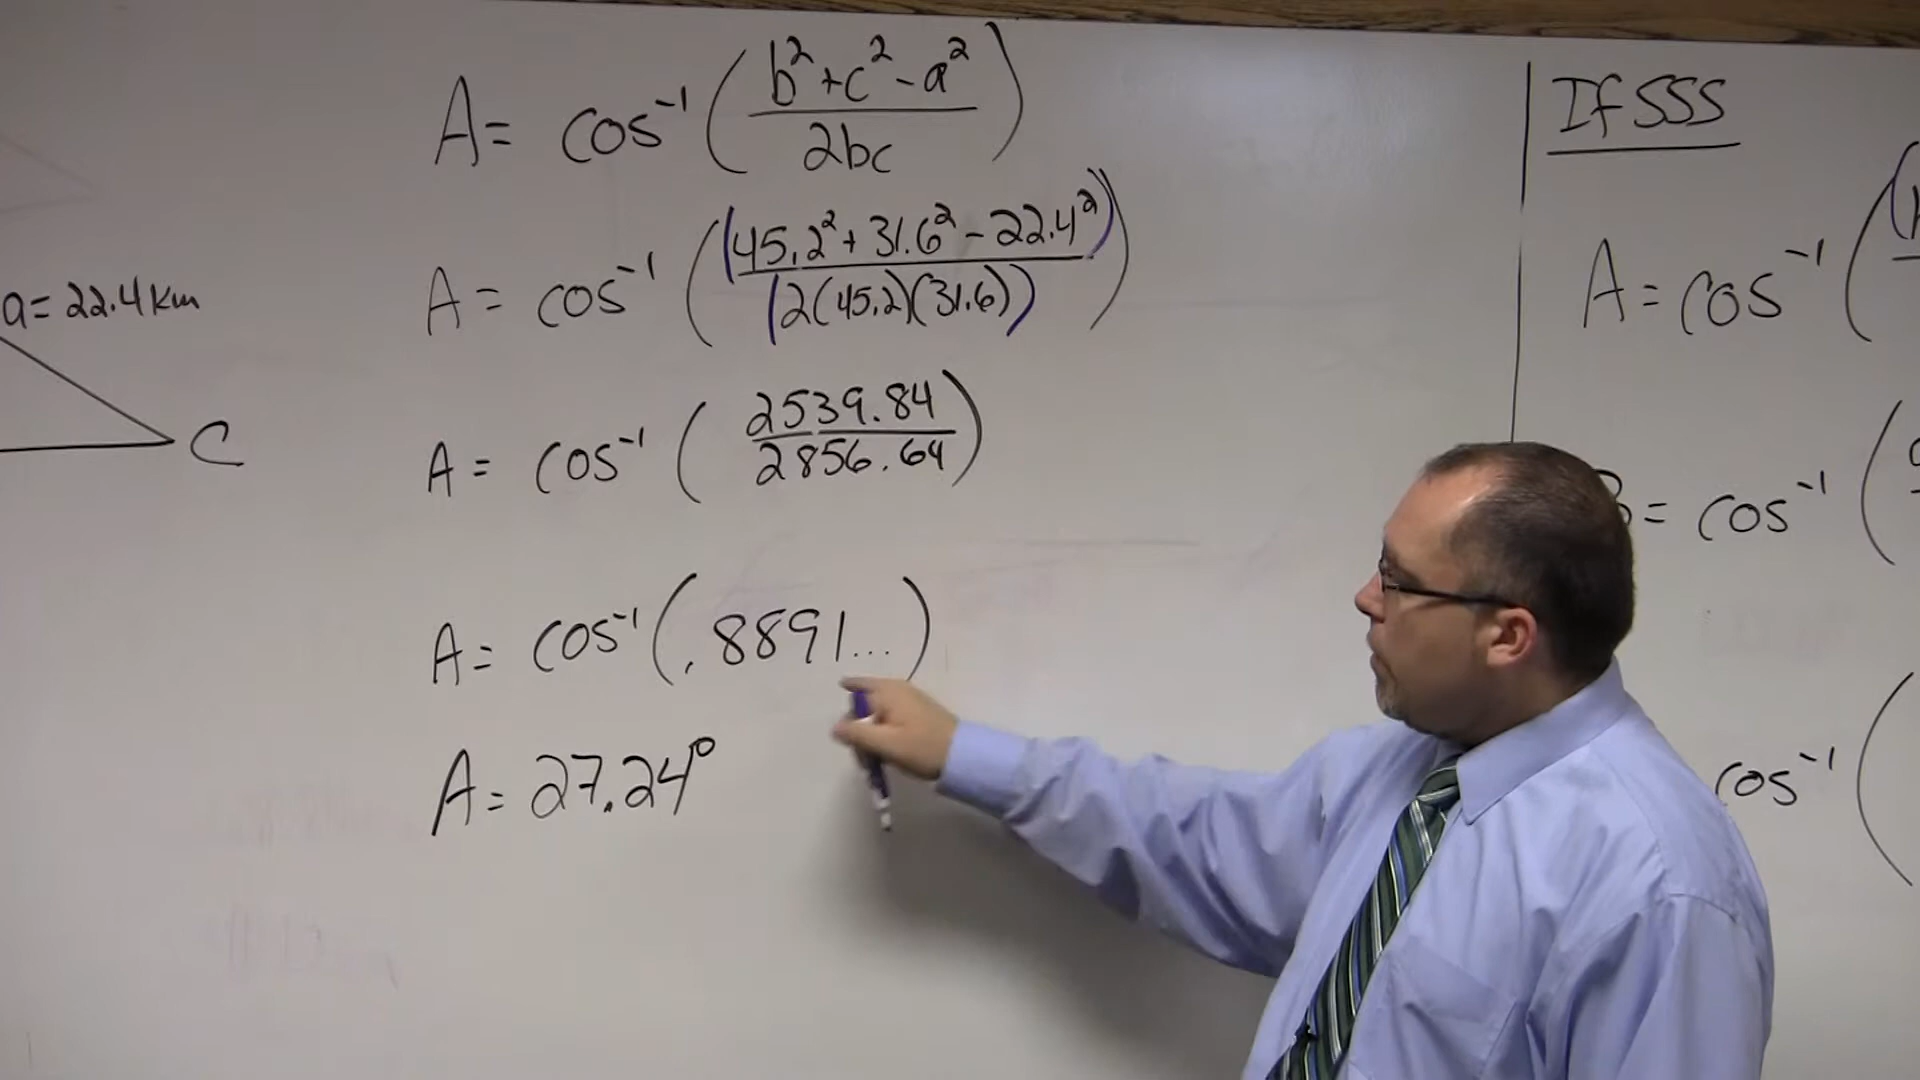 a = 22.4 km
C
A = cos⁻¹ ( b² + c² - a² / 2bc )
A = cos⁻¹ ( (45.2² + 31.6² - 22.4²) / (2(45.2)(31.6)) )
A = cos⁻¹ ( 2539.84 / 2856.64 )
A = cos⁻¹ (.8891...)
A = 27.24°
If SSS
A = cos⁻¹ (
= cos⁻¹ (
cos⁻¹ (